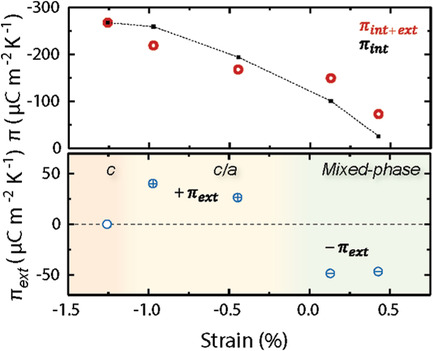 -300
-200
-100
0
π (μC m⁻² K⁻¹)
π_int+ext
π_int
50
0
-50
π_ext (μC m⁻² K⁻¹)
c
c/a
Mixed-phase
+π_ext
−π_ext
-1.5 -1.0 -0.5 0.0 0.5
Strain (%)